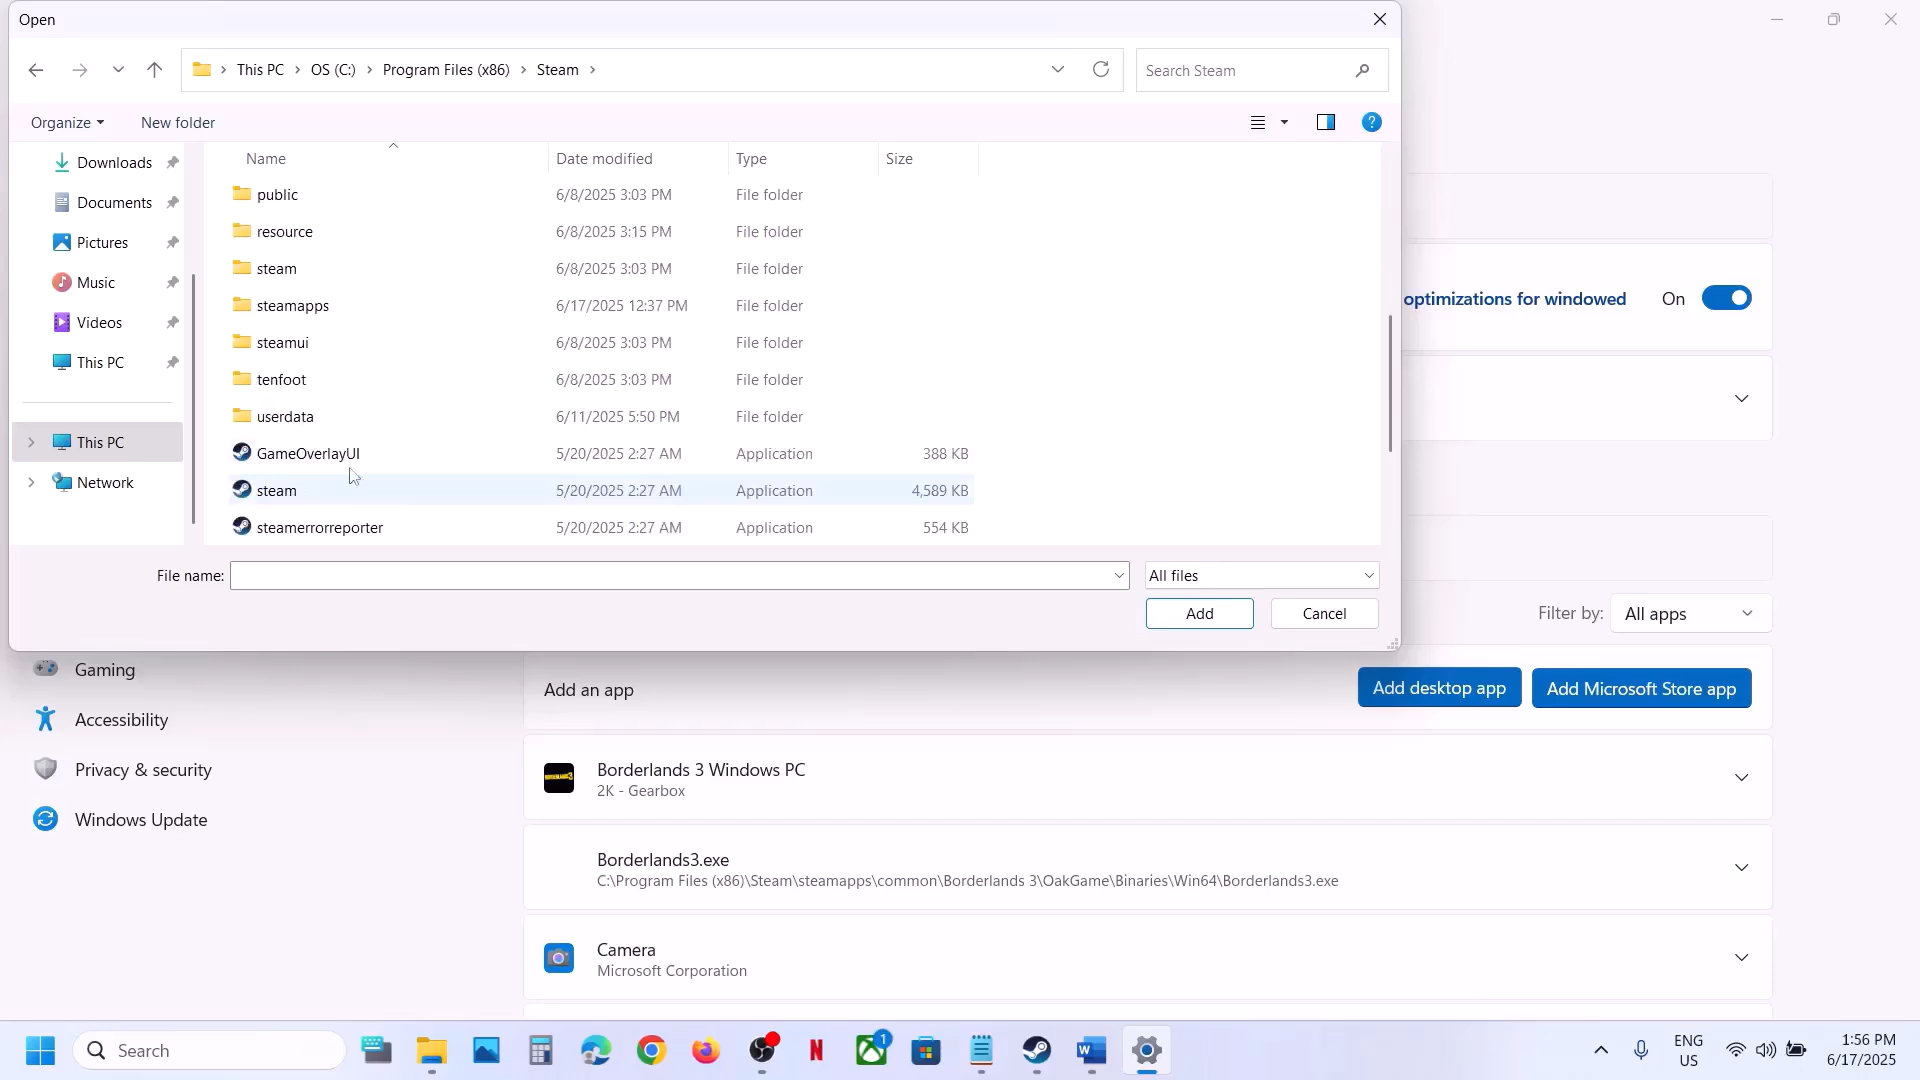 Open
This PC > OS (C:) > Program Files (x86) > Steam >
Search Steam
Organize
New folder
?
Name Date modified Type Size
Downloads
Documents
Pictures
Music
Videos
This PC
This PC
Network
public 6/8/2025 3:03 PM File folder
resource 6/8/2025 3:15 PM File folder
steam 6/8/2025 3:03 PM File folder
steamapps 6/17/2025 12:37 PM File folder
steamui 6/8/2025 3:03 PM File folder
tenfoot 6/8/2025 3:03 PM File folder
userdata 6/11/2025 5:50 PM File folder
GameOverlayUI 5/20/2025 2:27 AM Application 388 KB
steam 5/20/2025 2:27 AM Application 4,589 KB
steamerrorreporter 5/20/2025 2:27 AM Application 554 KB
File name:
All files
Add
Cancel
optimizations for windowed
On
Filter by: All apps
Gaming
Accessibility
Privacy & security
Windows Update
Add an app
Add desktop app
Add Microsoft Store app
Borderlands 3 Windows PC
2K - Gearbox
Borderlands3.exe
C:\Program Files (x86)\Steam\steamapps\common\Borderlands 3\OakGame\Binaries\Win64\Borderlands3.exe
Camera
Microsoft Corporation
Search
1
ENG
US
1:56 PM
6/17/2025